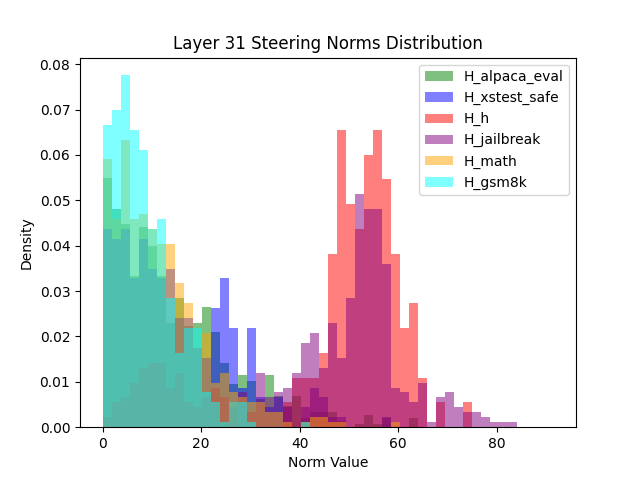 Layer 31 Steering Norms Distribution
0.08
0.07
0.06
0.05
0.04
0.03
0.02
0.01
0.00
Density
H_alpaca_eval
H_xstest_safe
H_h
H_jailbreak
H_math
H_gsm8k
0 20 40 60 80
Norm Value